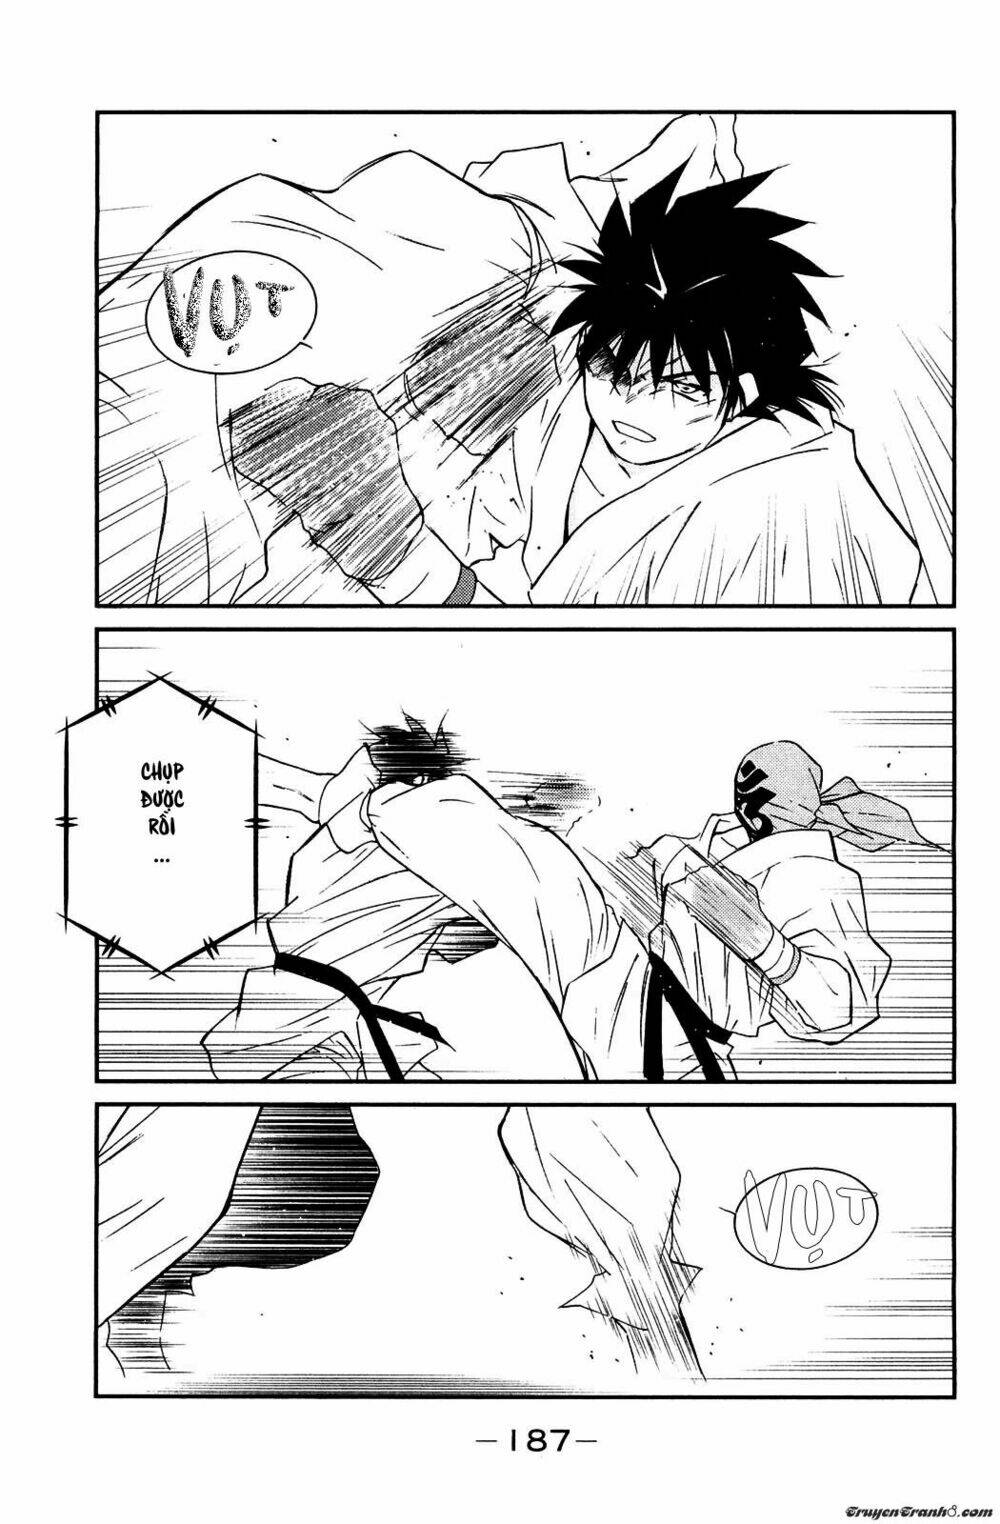 VỤT
CHỤP
ĐƯỢC
RỒI
...
VỤT
—187—
TruyenTranh8.com